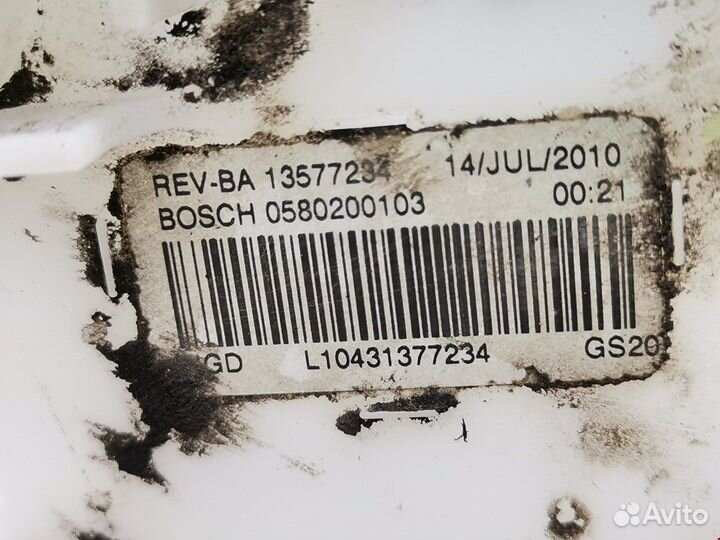 REV-BA 13577234 14/JUL/2010
BOSCH 0580200103 00:21
GD L10431377234 GS20
Avito